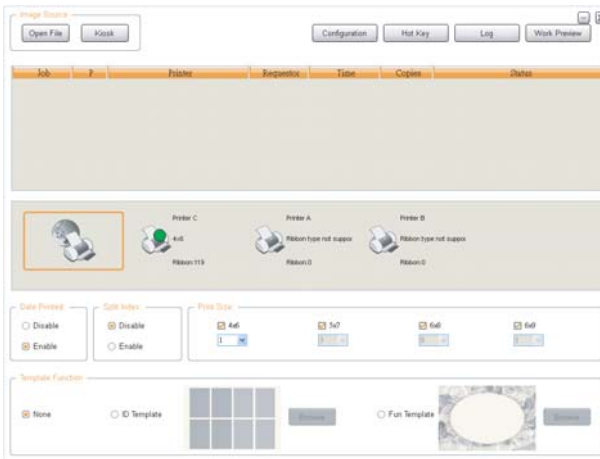 Image Source
Open File Kiosk Configuration Hot Key Log Work Preview
Job P Printer Requestor Time Copies Status
Printer C Printer A Printer B
4x6 Ribbon type not suppor Ribbon type not suppor
Ribbon:119 Ribbon:0 Ribbon:0
Date Printed Split Index Print Size
Disable Disable 4x6 5x7 6x8 6x9
Enable Enable 1
Template Function
None ID Template Browse Fun Template Browse